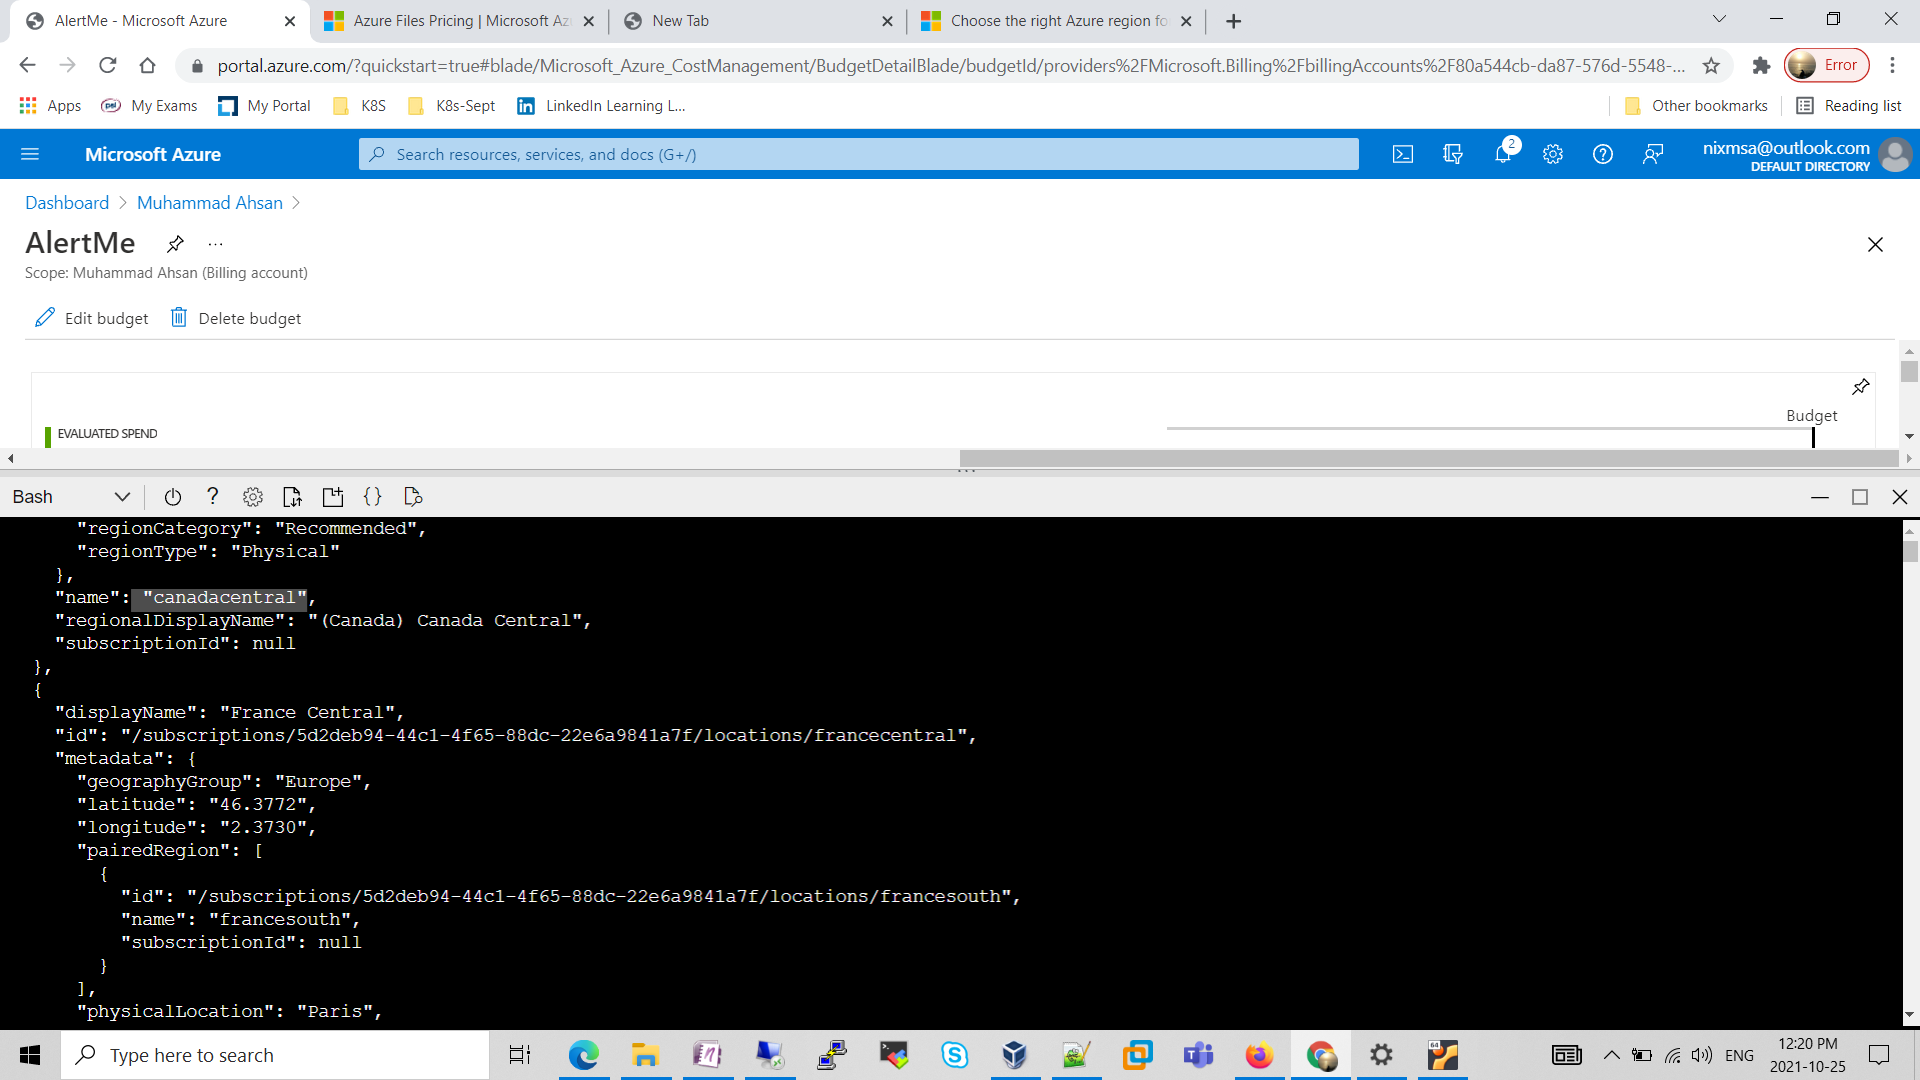 AlertMe - Microsoft Azure
Azure Files Pricing | Microsoft Az
New Tab
Choose the right Azure region fo
portal.azure.com/?quickstart=true#blade/Microsoft_Azure_CostManagement/BudgetDetailBlade/budgetId/providers%2FMicrosoft.Billing%2FbillingAccounts%2F80a544cb-da87-576d-5548-...
Error
Apps
psi
My Exams
My Portal
K8S
K8s-Sept
LinkedIn Learning L...
Other bookmarks
Reading list
Microsoft Azure
Search resources, services, and docs (G+/)
2
nixmsa@outlook.com
DEFAULT DIRECTORY
Dashboard > Muhammad Ahsan >
AlertMe
Scope: Muhammad Ahsan (Billing account)
Edit budget
Delete budget
Budget
EVALUATED SPEND
Bash
"regionCategory": "Recommended",
"regionType": "Physical"
},
"name": "canadacentral",
"regionalDisplayName": "(Canada) Canada Central",
"subscriptionId": null
},
{
"displayName": "France Central",
"id": "/subscriptions/5d2deb94-44c1-4f65-88dc-22e6a9841a7f/locations/francecentral",
"metadata": {
"geographyGroup": "Europe",
"latitude": "46.3772",
"longitude": "2.3730",
"pairedRegion": [
{
"id": "/subscriptions/5d2deb94-44c1-4f65-88dc-22e6a9841a7f/locations/francesouth",
"name": "francesouth",
"subscriptionId": null
}
],
"physicalLocation": "Paris",
Type here to search
64
ENG
12:20 PM
2021-10-25